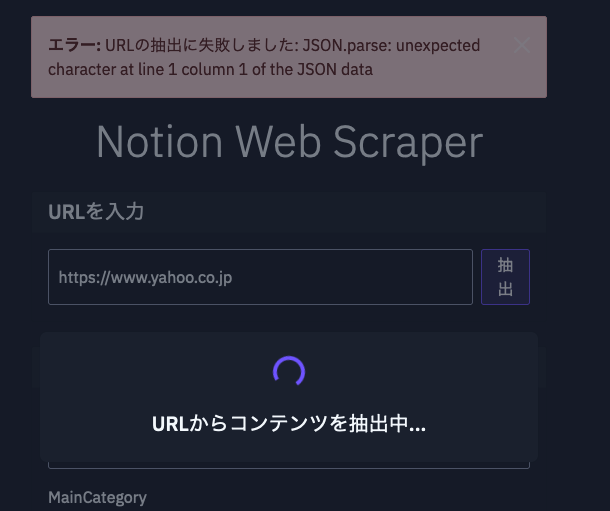 エラー: URLの抽出に失敗しました: JSON.parse: unexpected
character at line 1 column 1 of the JSON data
Notion Web Scraper
URLを入力
https://www.yahoo.co.jp
抽
出
URLからコンテンツを抽出中...
MainCategory